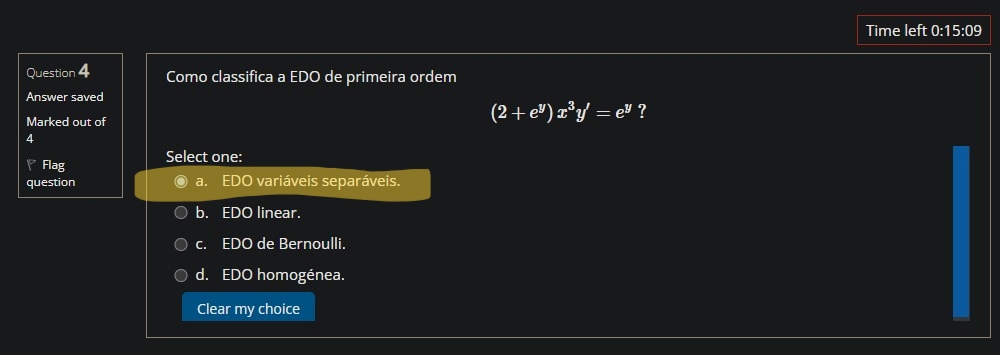 Time left 0:15:09
Question 4
Answer saved
Marked out of
4
Flag
question
Como classifica a EDO de primeira ordem
(2 + e^y) x^3 y′ = e^y ?
Select one:
a. EDO variáveis separáveis.
b. EDO linear.
c. EDO de Bernoulli.
d. EDO homogénea.
Clear my choice